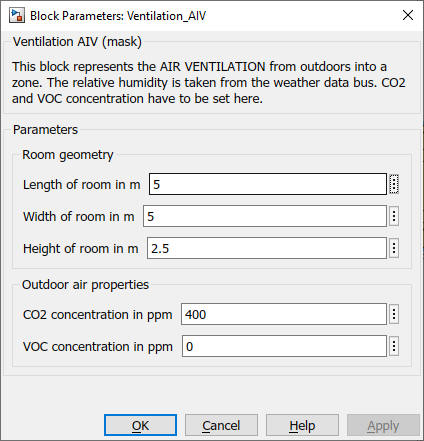 Block Parameters: Ventilation_AIV
Ventilation AIV (mask)
This block represents the AIR VENTILATION from outdoors into a
zone. The relative humidity is taken from the weather data bus. CO2
and VOC concentration have to be set here.
Parameters
Room geometry
Length of room in m 5
Width of room in m 5
Height of room in m 2.5
Outdoor air properties
CO2 concentration in ppm 400
VOC concentration in ppm 0
OK Cancel Help Apply